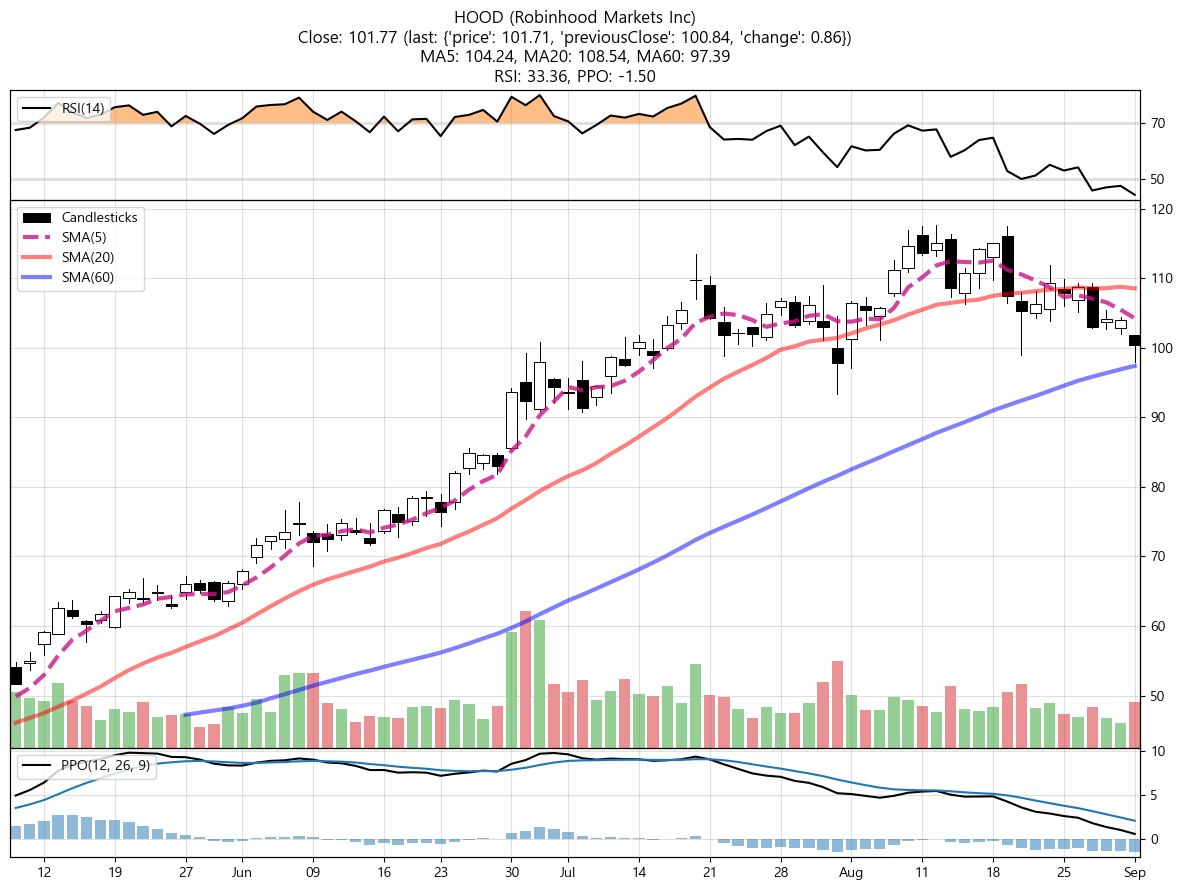 HOOD (Robinhood Markets Inc)
Close: 101.77 (last: {'price': 101.71, 'previousClose': 100.84, 'change': 0.86})
MA5: 104.24, MA20: 108.54, MA60: 97.39
RSI: 33.36, PPO: -1.50
RSI(14)
70
50
Candlesticks
SMA(5)
SMA(20)
SMA(60)
120
110
100
90
80
70
60
50
PPO(12, 26, 9)
10
5
0
12 19 27 Jun 09 16 23 30 Jul 14 21 28 Aug 11 18 25 Sep